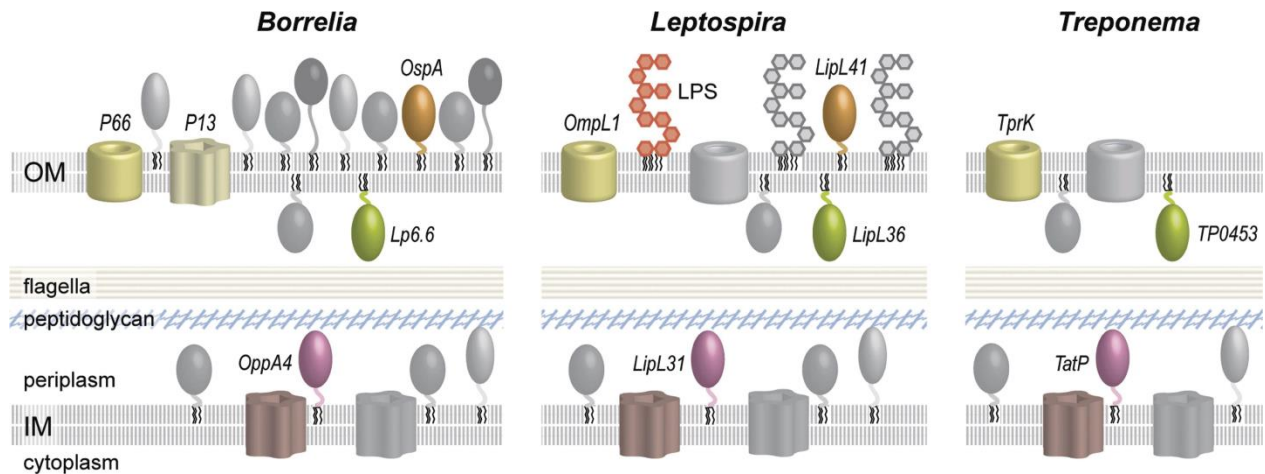 Borrelia
Leptospira
Treponema
OspA
LipL41
LPS
P66
P13
OmpL1
TprK
OM
Lp6.6
LipL36
TP0453
flagella
peptidoglycan
OppA4
LipL31
TatP
periplasm
IM
cytoplasm